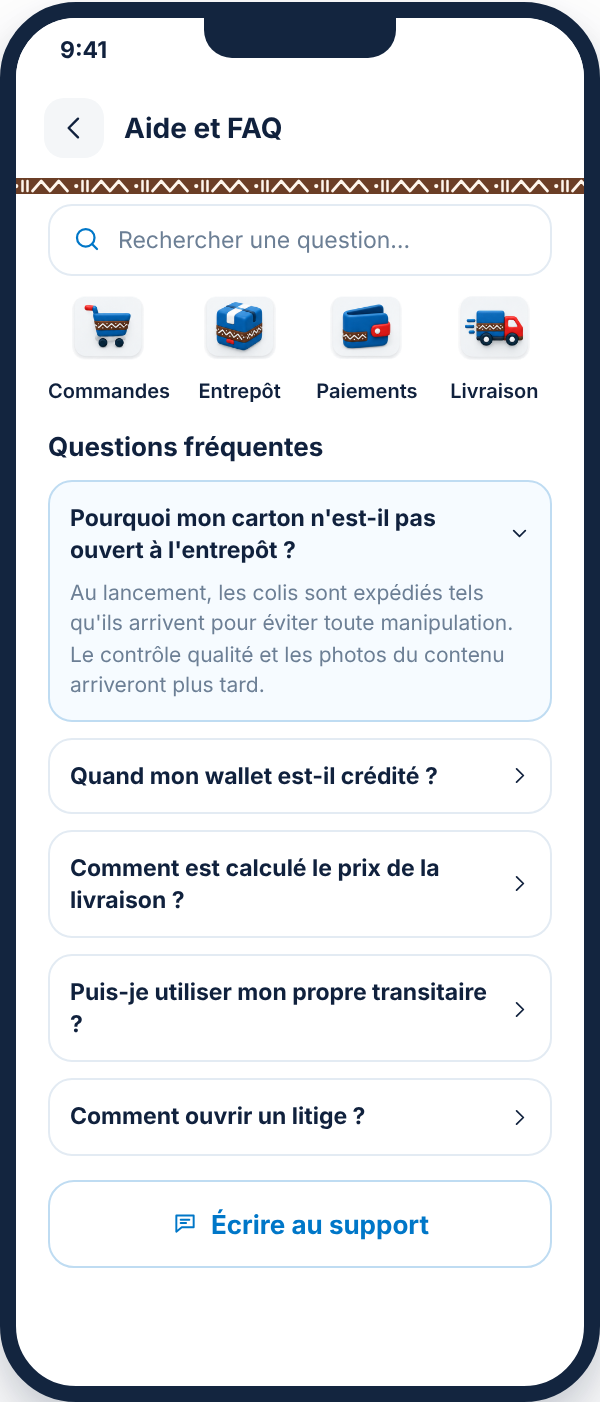 9:41
Aide et FAQ
Rechercher une question...
Commandes Entrepôt Paiements Livraison
Questions fréquentes
Pourquoi mon carton n'est-il pas
ouvert à l'entrepôt ?
Au lancement, les colis sont expédiés tels
qu'ils arrivent pour éviter toute manipulation.
Le contrôle qualité et les photos du contenu
arriveront plus tard.
Quand mon wallet est-il crédité ?
Comment est calculé le prix de la
livraison ?
Puis-je utiliser mon propre transitaire
?
Comment ouvrir un litige ?
Écrire au support